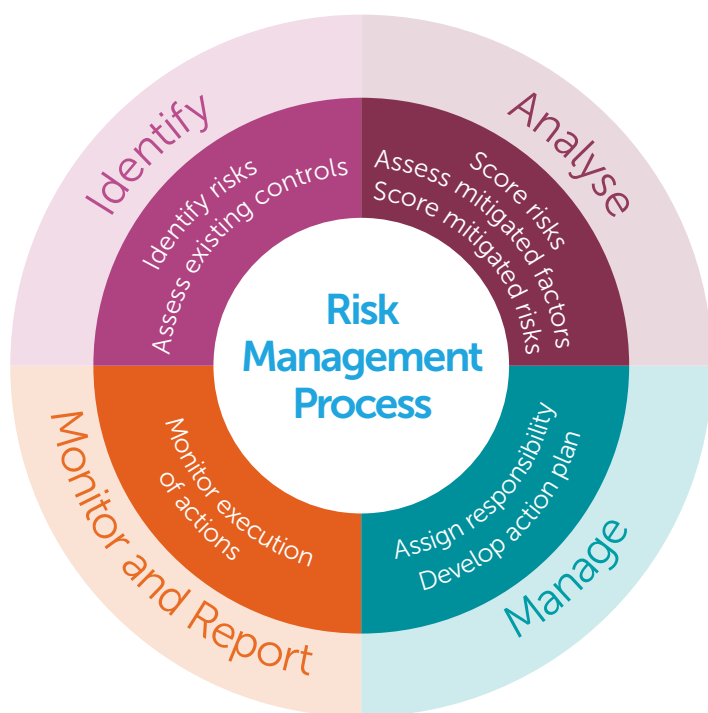 Identify
Identify risks
Assess existing controls
Analyse
Score risks
Assess mitigated factors
Score mitigated risks
Risk
Management
Process
Monitor and Report
Monitor execution
of actions
Manage
Assign responsibility
Develop action plan